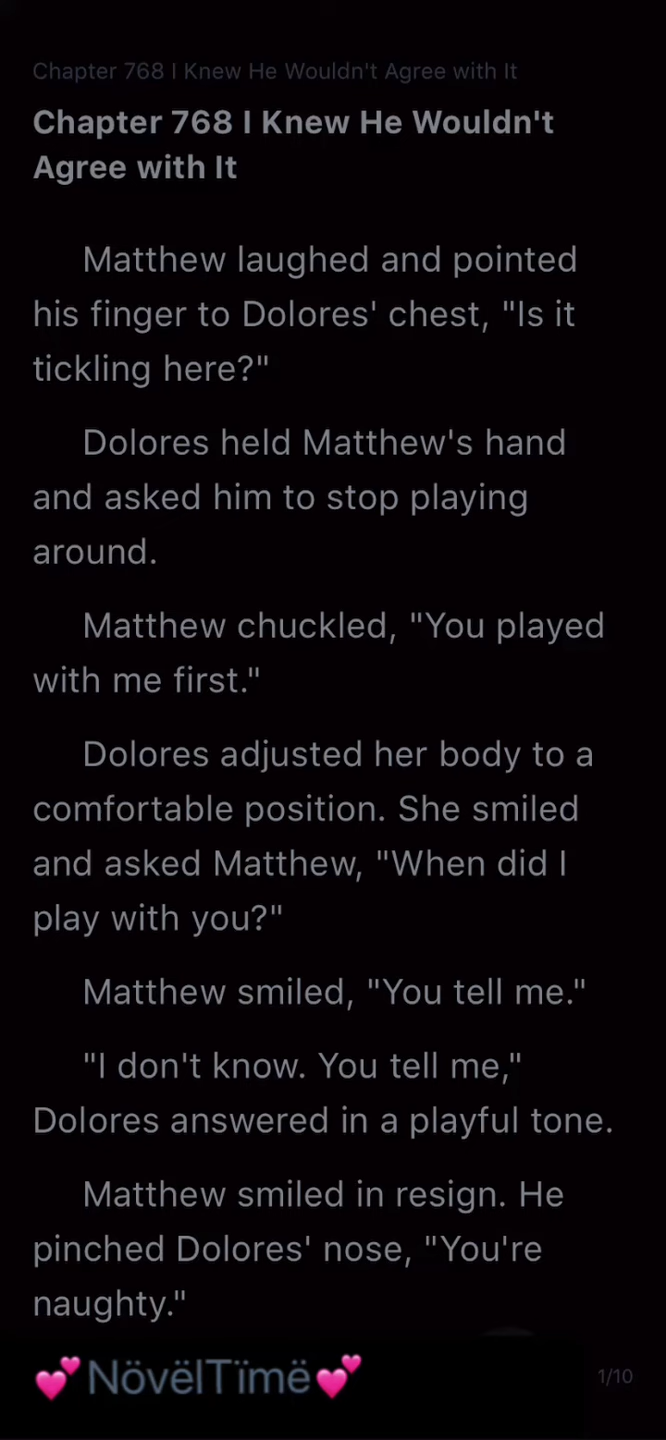 Chapter 768 I Knew He Wouldn't Agree with It
Chapter 768 I Knew He Wouldn't
Agree with It
Matthew laughed and pointed
his finger to Dolores' chest, "Is it
tickling here?"
Dolores held Matthew's hand
and asked him to stop playing
around.
Matthew chuckled, "You played
with me first."
Dolores adjusted her body to a
comfortable position. She smiled
and asked Matthew, "When did I
play with you?"
Matthew smiled, "You tell me."
"I don't know. You tell me,"
Dolores answered in a playful tone.
Matthew smiled in resign. He
pinched Dolores' nose, "You're
naughty."
💕NövëlTïmë💕
1/10